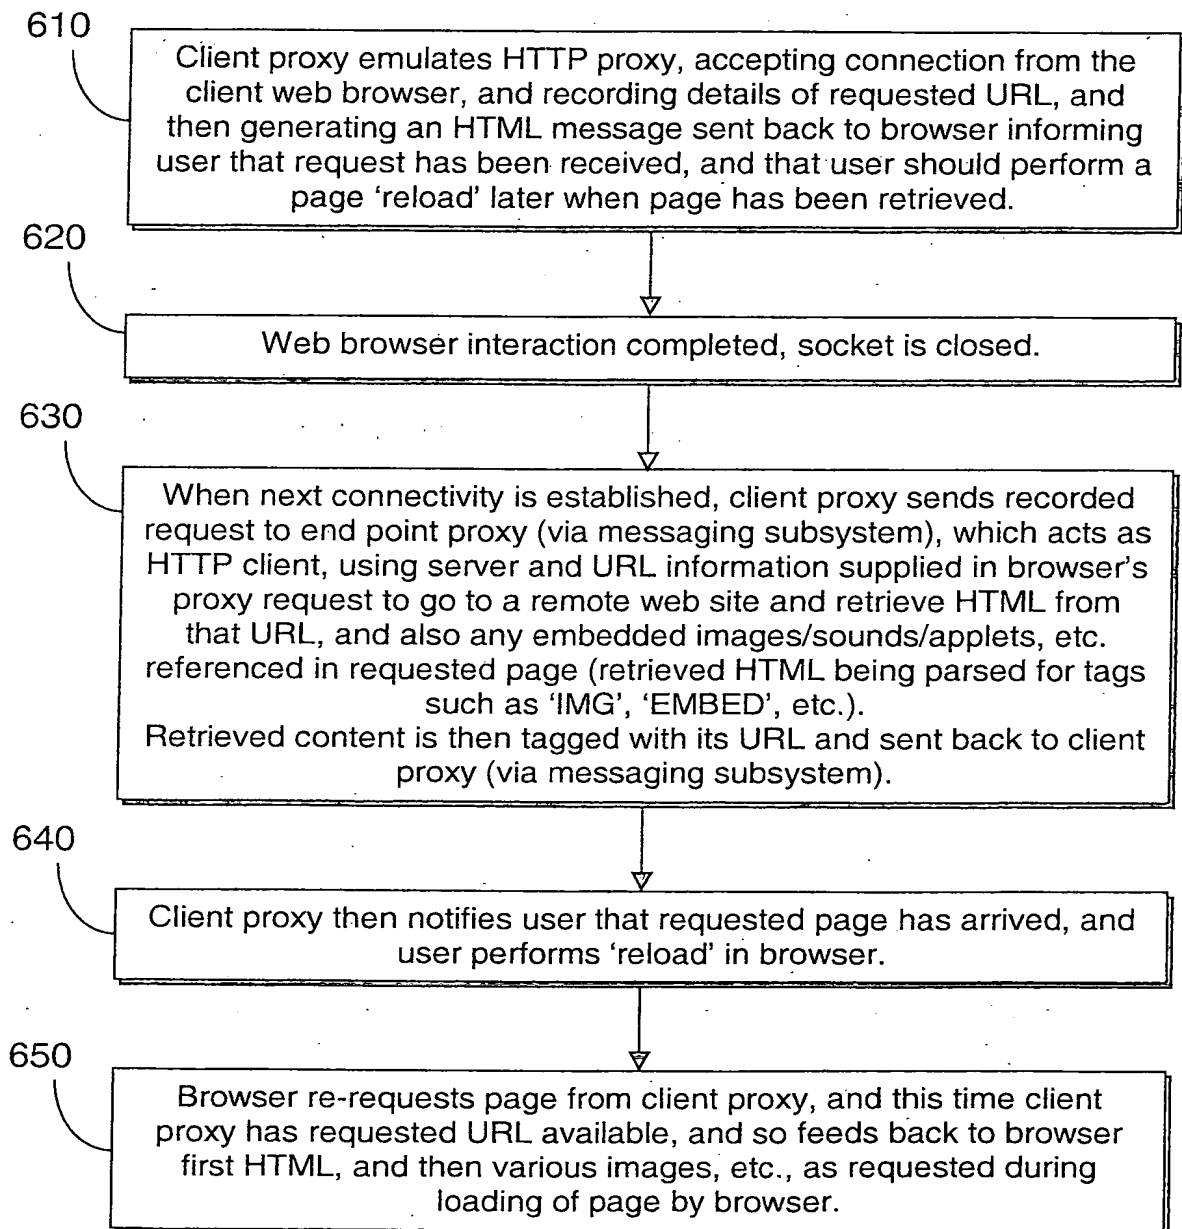 610
Client proxy emulates HTTP proxy, accepting connection from the
client web browser, and recording details of requested URL, and
then generating an HTML message sent back to browser informing
user that request has been received, and that user should perform a
page ‘reload’ later when page has been retrieved.
620
Web browser interaction completed, socket is closed.
630
When next connectivity is established, client proxy sends recorded
request to end point proxy (via messaging subsystem), which acts as
HTTP client, using server and URL information supplied in browser’s
proxy request to go to a remote web site and retrieve HTML from
that URL, and also any embedded images/sounds/applets, etc.
referenced in requested page (retrieved HTML being parsed for tags
such as ‘IMG’, ‘EMBED’, etc.).
Retrieved content is then tagged with its URL and sent back to client
proxy (via messaging subsystem).
640
Client proxy then notifies user that requested page has arrived, and
user performs ‘reload’ in browser.
650
Browser re-requests page from client proxy, and this time client
proxy has requested URL available, and so feeds back to browser
first HTML, and then various images, etc., as requested during
loading of page by browser.